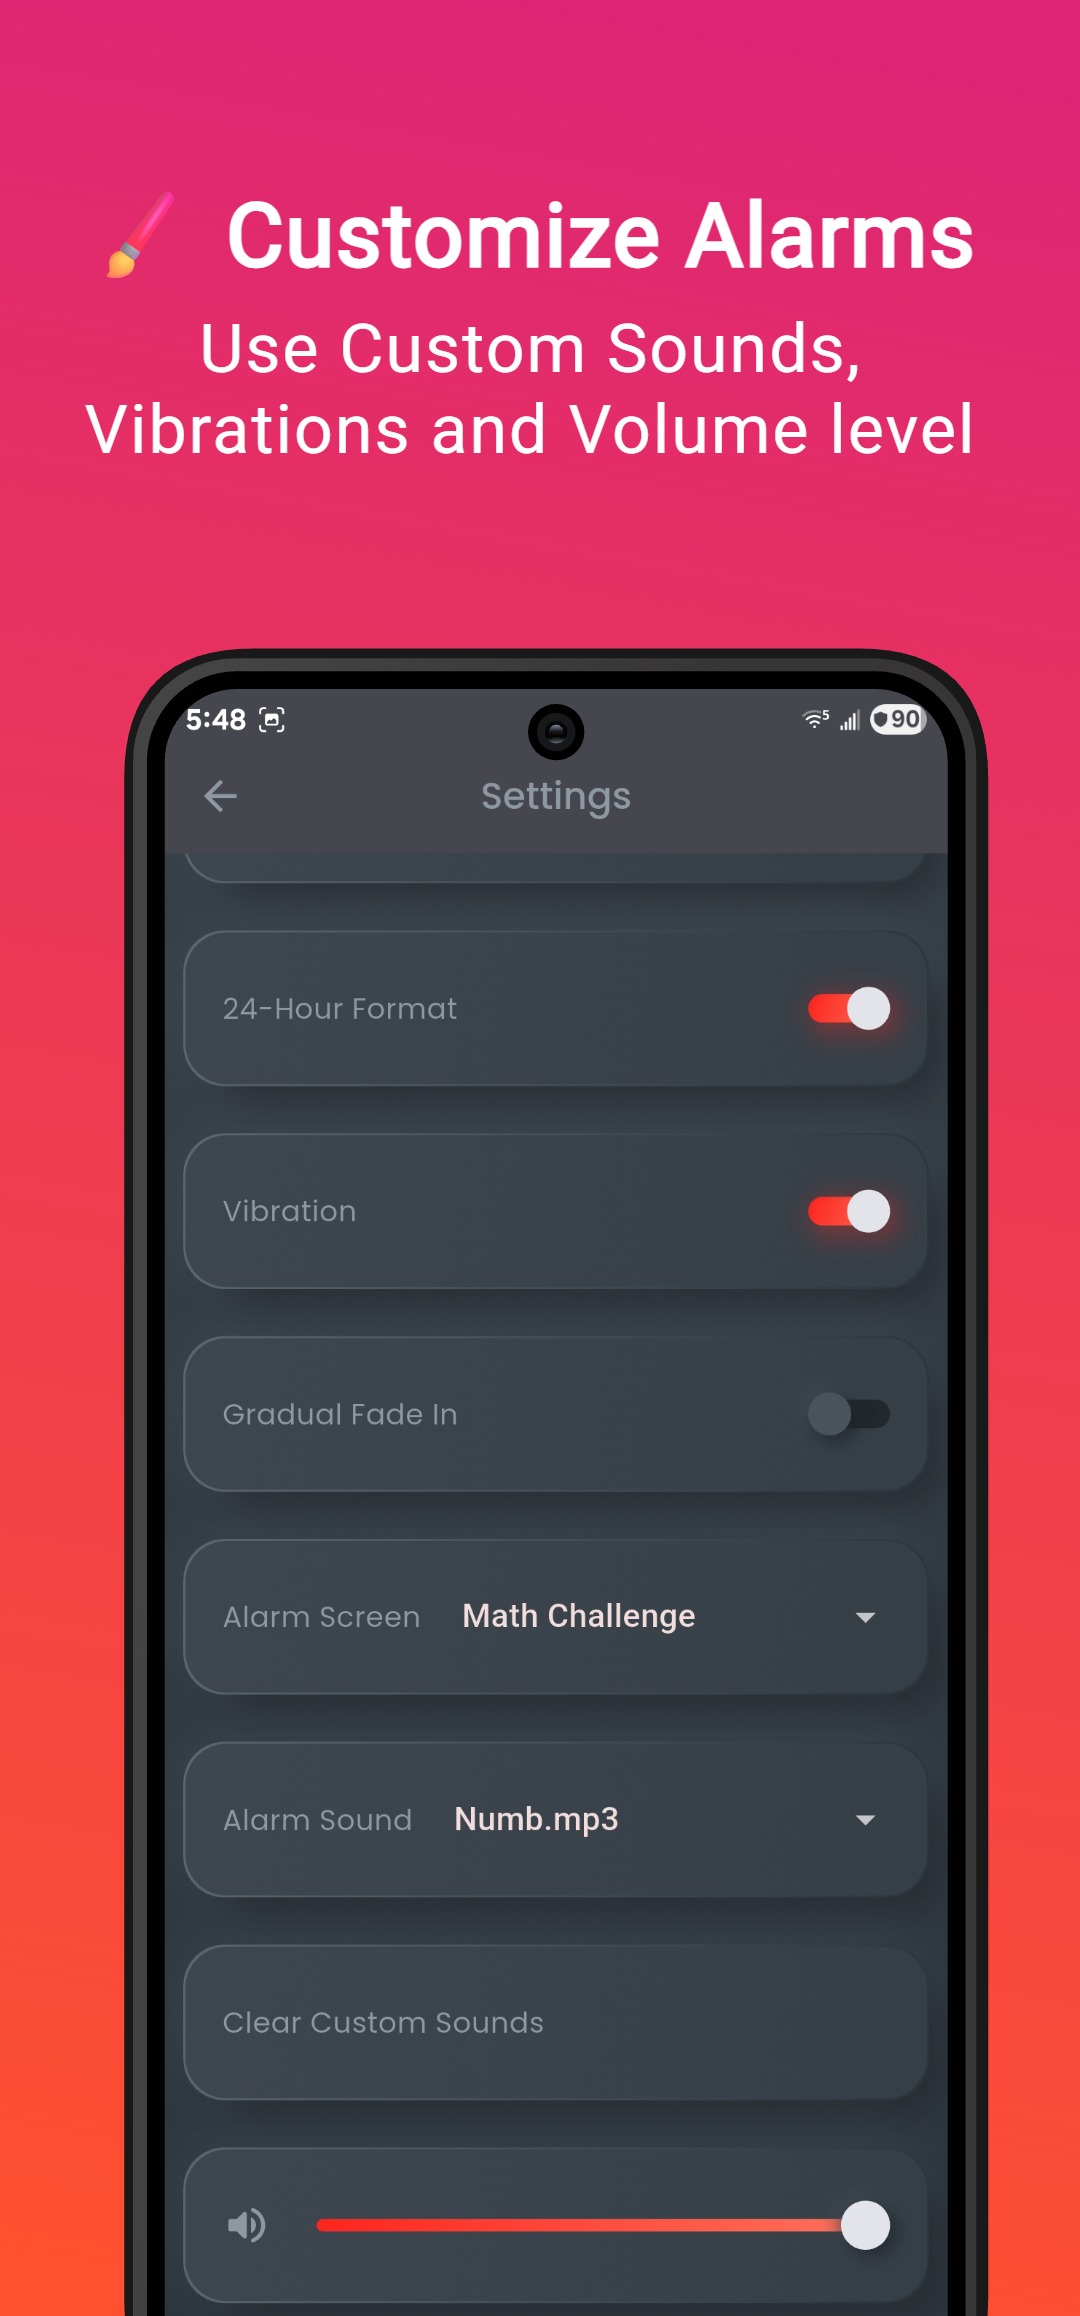 Customize Alarms
Use Custom Sounds,
Vibrations and Volume level
5:48
5
90
Settings
24-Hour Format
Vibration
Gradual Fade In
Alarm Screen Math Challenge
Alarm Sound Numb.mp3
Clear Custom Sounds